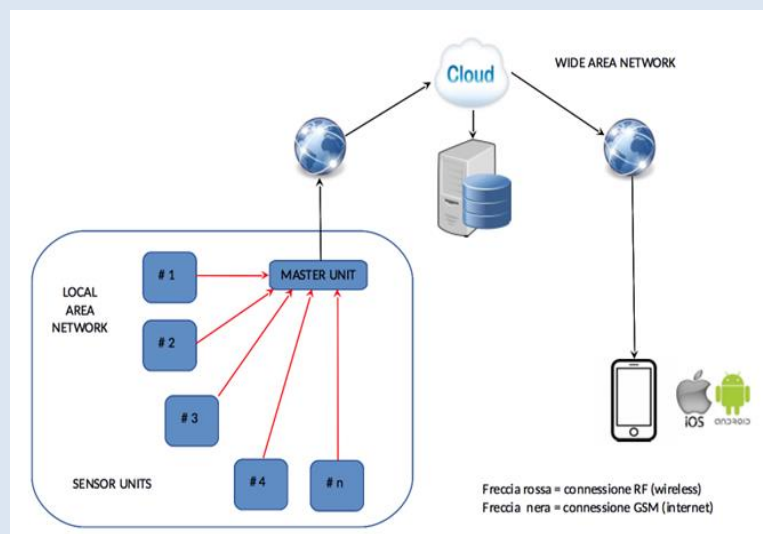 Cloud
WIDE AREA NETWORK
# 1
MASTER UNIT
LOCAL
AREA
NETWORK
# 2
# 3
# 4
# n
SENSOR UNITS
iOS
ANDROID
Freccia rossa = connessione RF (wireless)
Freccia nera = connessione GSM (internet)